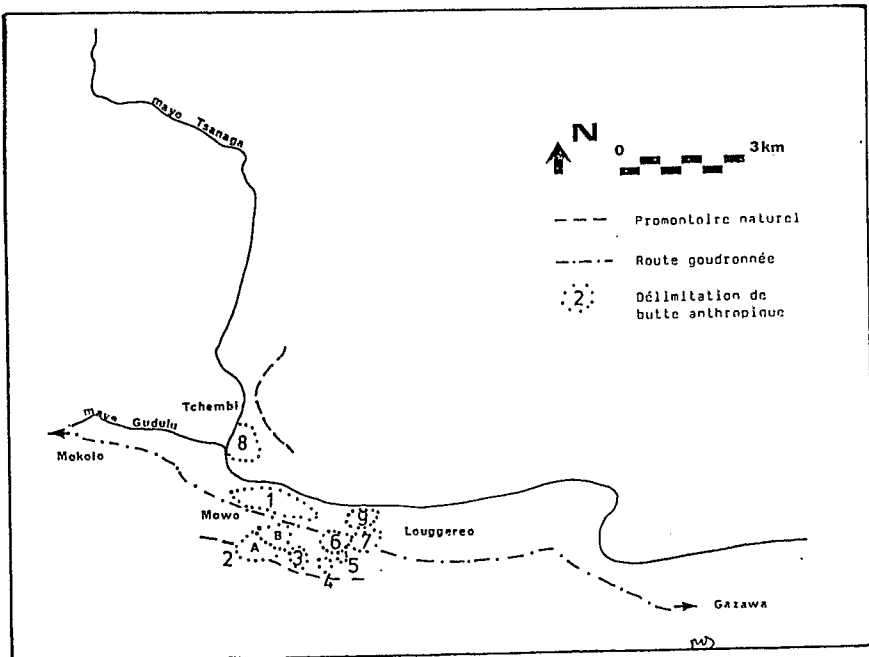 mayo Tsanaga
N
0 3km
Promontoire naturel
Route goudronnée
2 Délimitation de
butte anthropique
Tchembi
mayo Gudulu
8
Mokolo
1
Mowo
9
B
6 7
Louggereo
A
2
3
5
4
Gazawa